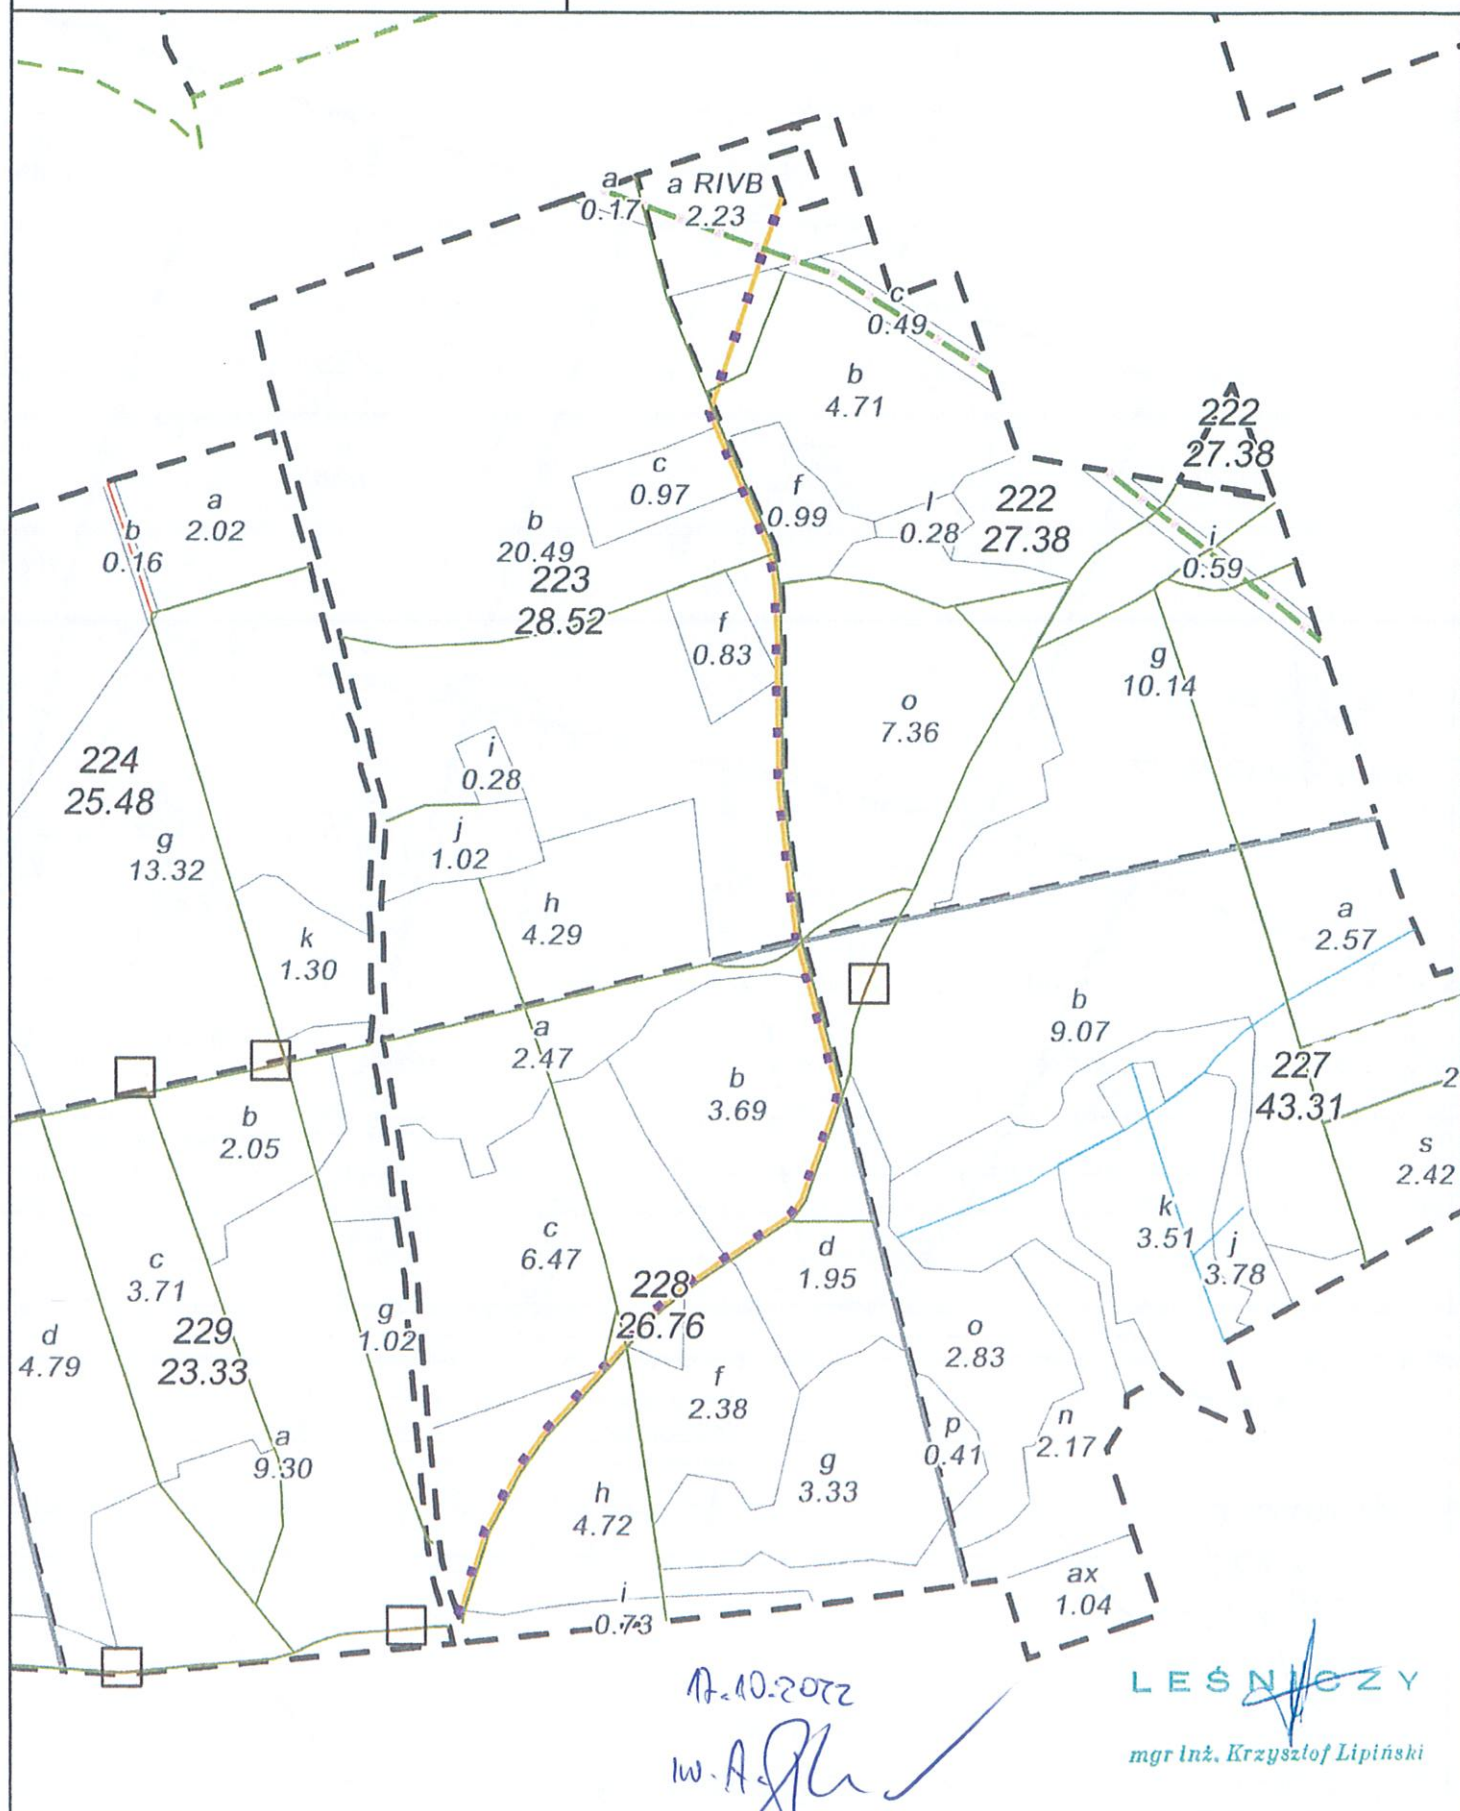 a
0.17
a RIVB
2.23
c
0.49
b
4.71
222
27.38
a
2.02
b
0.16
c
0.97
f
0.99
l
0.28
222
27.38
i
0.59
b
20.49
223
28.52
f
0.83
g
10.14
o
7.36
224
25.48
i
0.28
g
13.32
j
1.02
h
4.29
a
2.57
k
1.30
a
2.47
b
9.07
b
3.69
227
43.31
2
b
2.05
s
2.42
c
6.47
d
1.95
k
3.51
j
3.78
c
3.71
228
26.76
229
23.33
g
1.02
d
4.79
o
2.83
f
2.38
a
9.30
p
0.41
n
2.17
g
3.33
h
4.72
i
0.73
ax
1.04
17.10.2022
LEŚNICZY
mgr inż. Krzysztof Lipiński